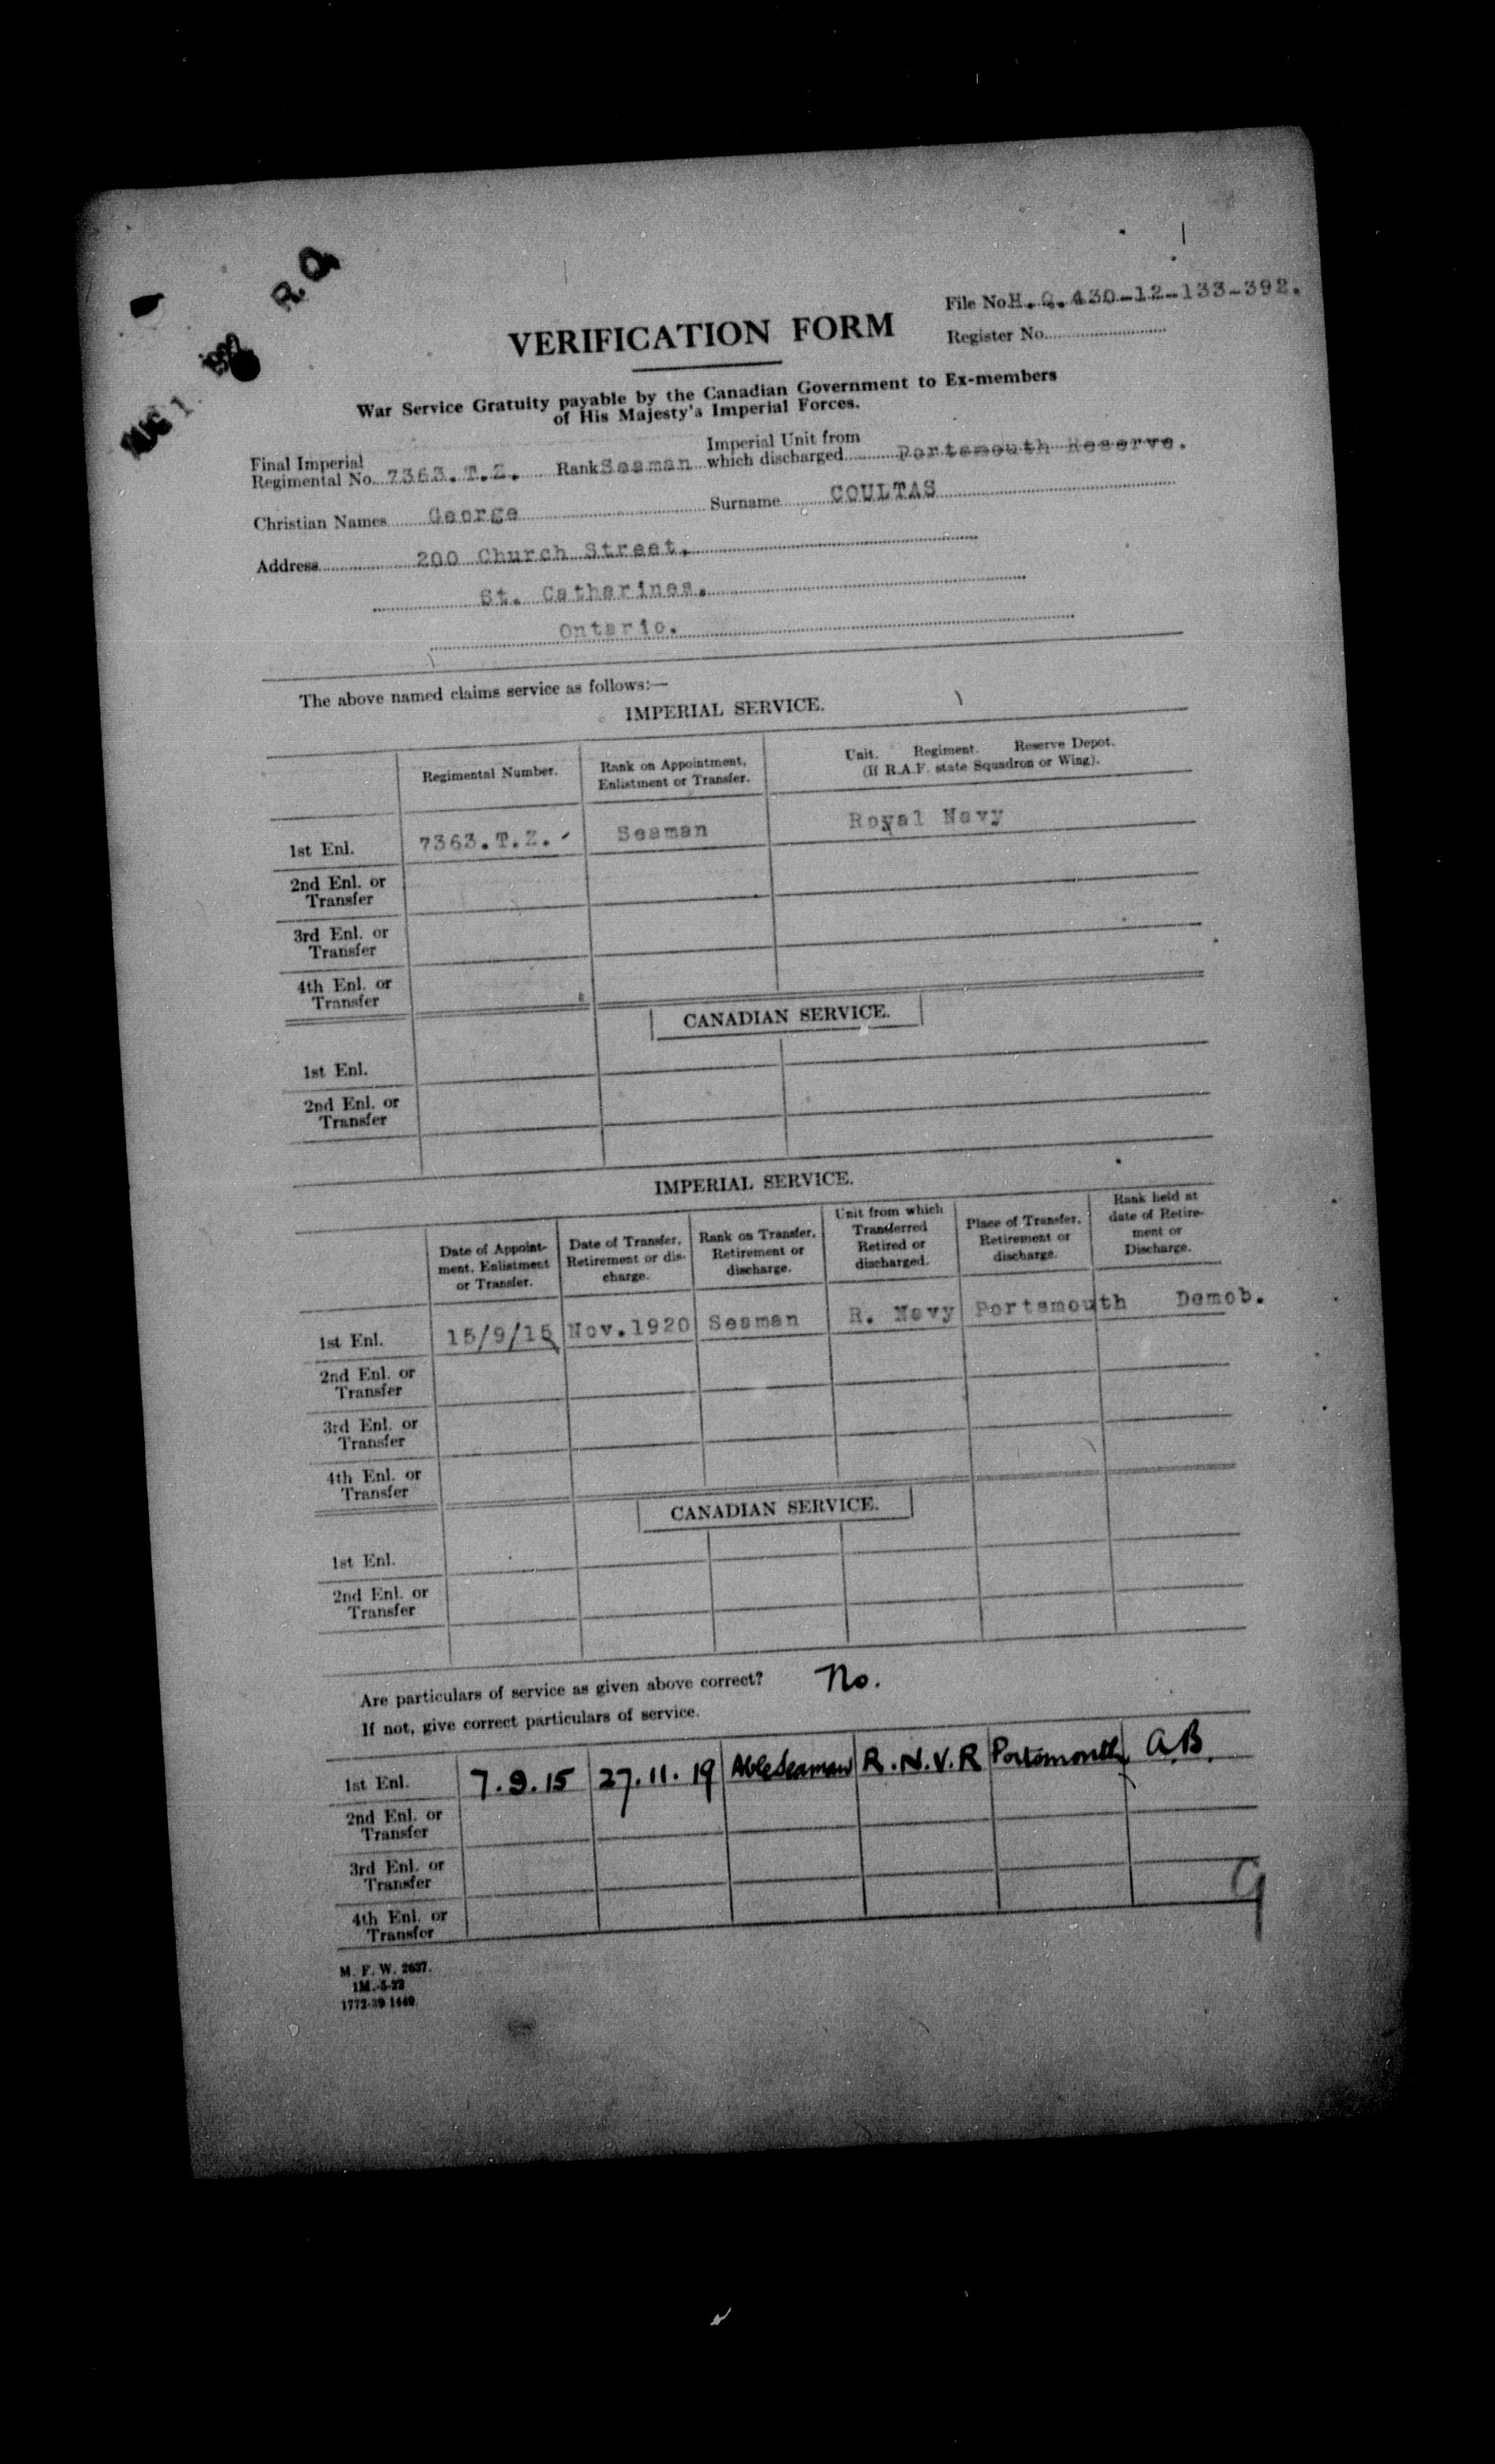 R.O.
AUG 1
File No. H.Q.430-12-133-392.
VERIFICATION FORM
Register No.
War Service Gratuity payable by the Canadian Government to Ex-members
of His Majesty's Imperial Forces.
Final Imperial Regimental No. 7363.T.Z. Rank Seaman Imperial Unit from which discharged Portsmouth Reserve.
Christian Names George Surname COULTAS
Address 200 Church Street,
St. Catharines.
Ontario.
The above named claims service as follows:—
IMPERIAL SERVICE.
Regimental Number. Rank on Appointment, Enlistment or Transfer. Unit. Regiment. Reserve Depot. (If R.A.F. state Squadron or Wing).
1st Enl. 7363.T.Z. Seaman Royal Navy
2nd Enl. or Transfer
3rd Enl. or Transfer
4th Enl. or Transfer
CANADIAN SERVICE.
1st Enl.
2nd Enl. or Transfer
IMPERIAL SERVICE.
Date of Appointment, Enlistment or Transfer. Date of Transfer, Retirement or discharge. Rank on Transfer, Retirement or discharge. Unit from which Transferred Retired or discharged. Place of Transfer, Retirement or discharge. Rank held at date of Retirement or Discharge.
1st Enl. 15/9/15 Nov.1920 Seaman R. Navy Portsmouth Demob.
2nd Enl. or Transfer
3rd Enl. or Transfer
4th Enl. or Transfer
CANADIAN SERVICE.
1st Enl.
2nd Enl. or Transfer
Are particulars of service as given above correct? No.
If not, give correct particulars of service.
1st Enl. 7.9.15 27.11.19 Able Seaman R.N.V.R Portsmouth A.B.
2nd Enl. or Transfer
3rd Enl. or Transfer
4th Enl. or Transfer
M. F. W. 2637.
1M.-5-22
1772-39-1449